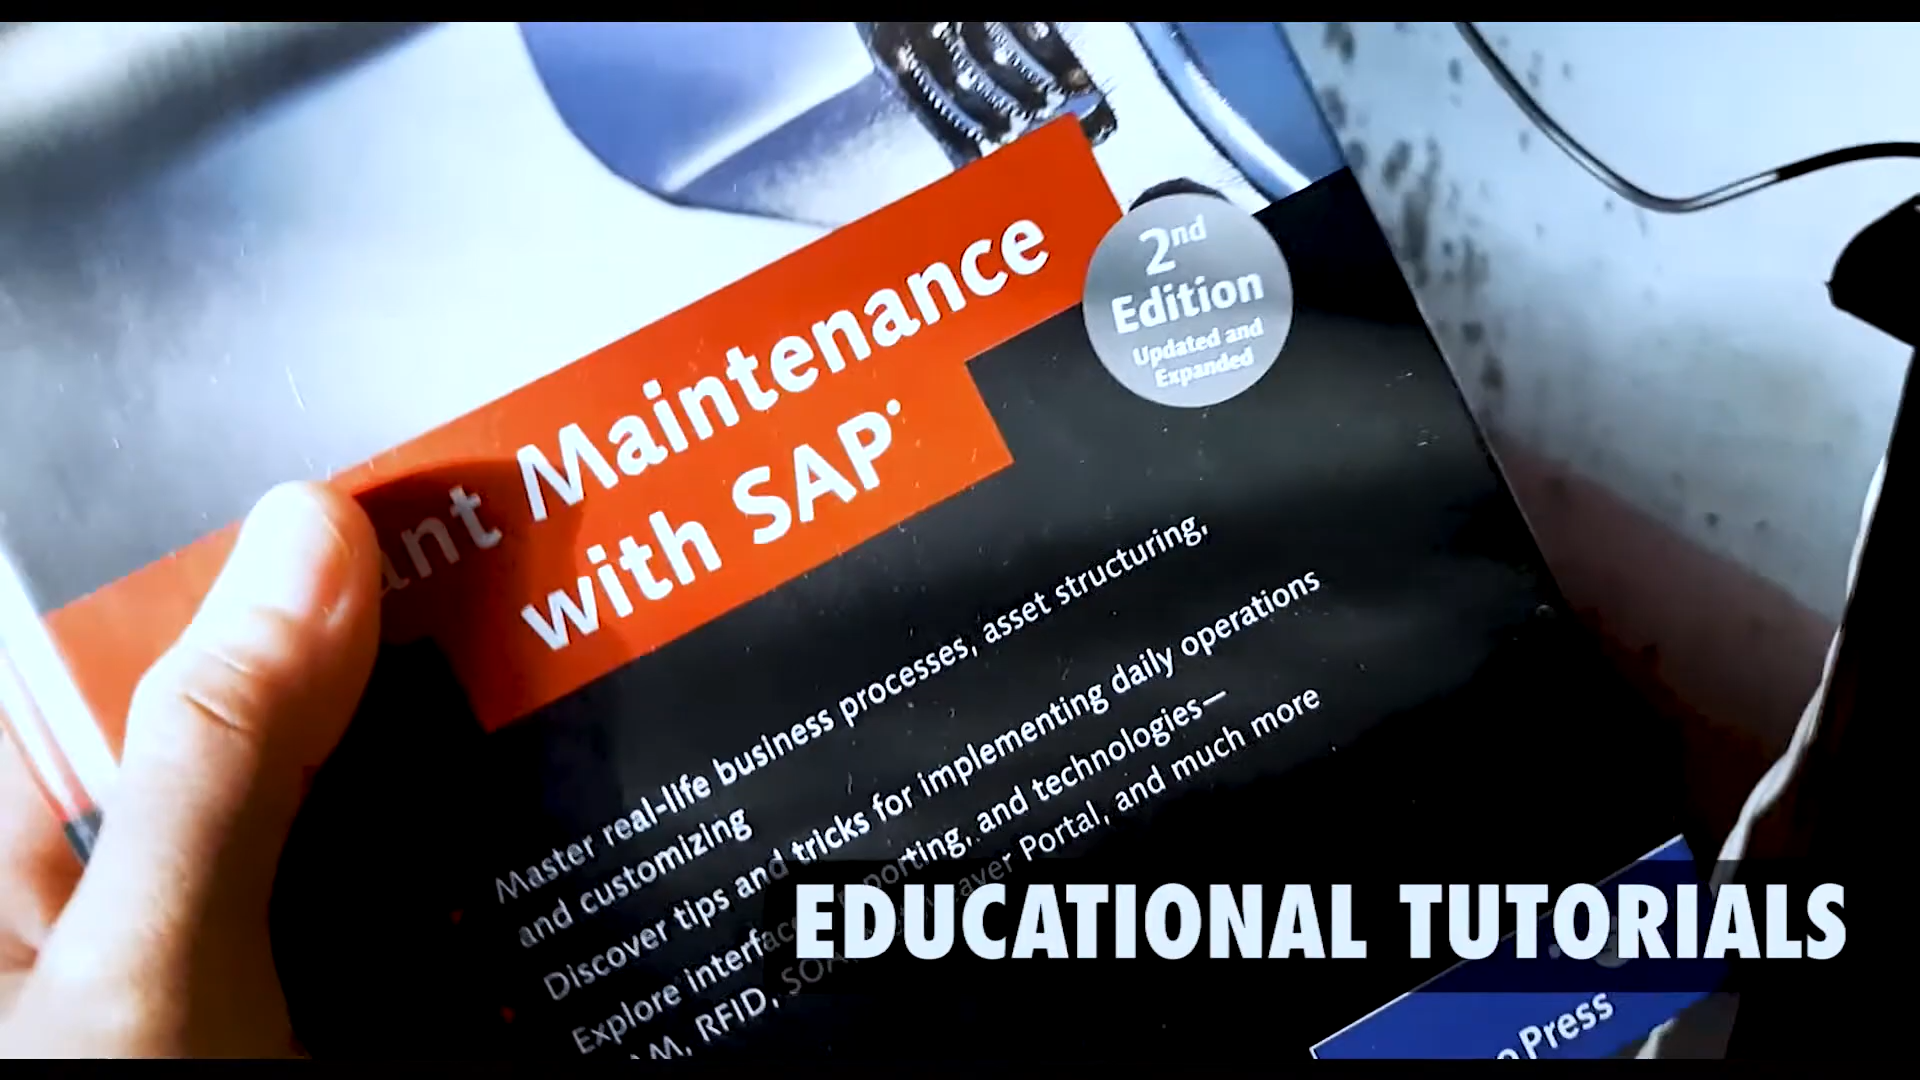 Maintenance
with SAP
2nd
Edition
Updated and
Expanded
Master real-life business processes, asset structuring,
and customizing
Discover tips and tricks for implementing daily operations
Explore interfaces, and technologies—
RFID, Portal, and much more
EDUCATIONAL TUTORIALS
Press